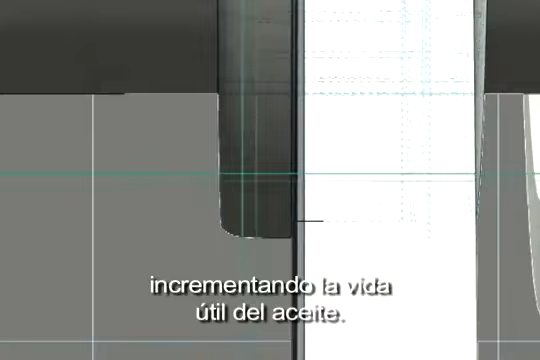 incrementando la vida
útil del aceite.